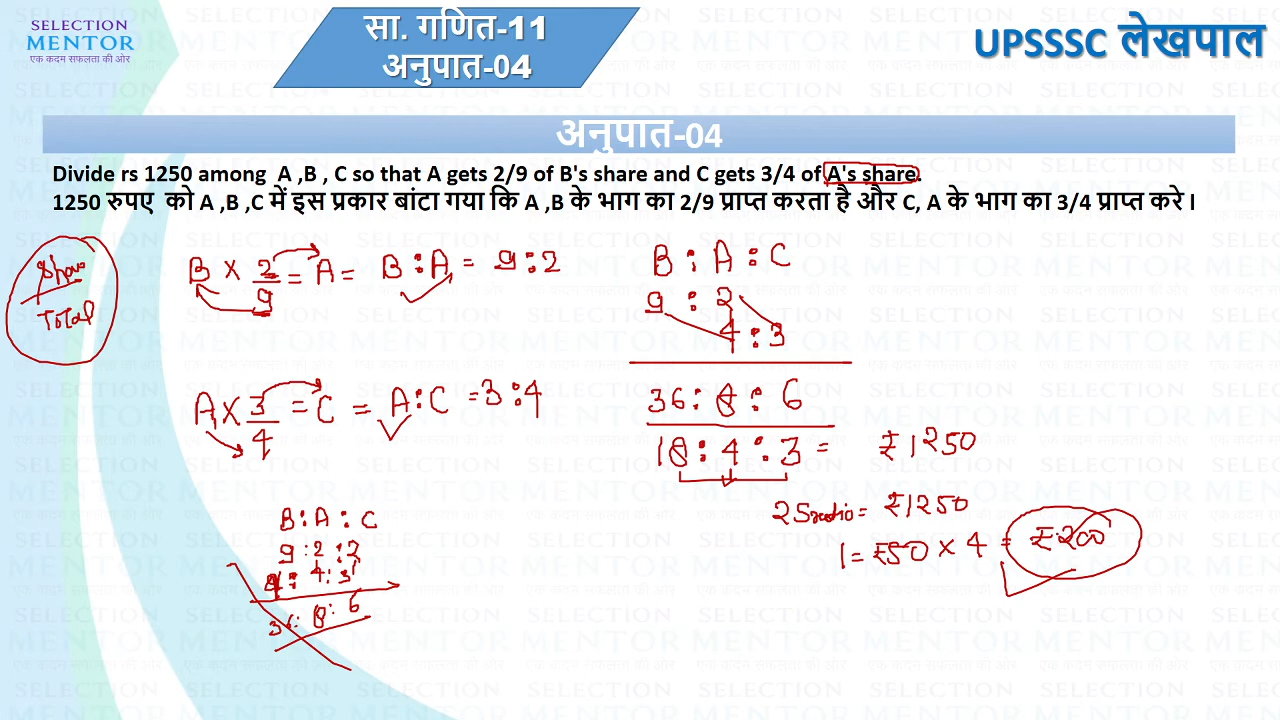 SELECTION
MENTOR
एक कदम सफलता की ओर
सा. गणित-11
अनुपात-04
UPSSSC लेखपाल
अनुपात-04
Divide rs 1250 among A ,B , C so that A gets 2/9 of B's share and C gets 3/4 of A's share.
1250 रुपए को A ,B ,C में इस प्रकार बांटा गया कि A ,B के भाग का 2/9 प्राप्त करता है और C, A के भाग का 3/4 प्राप्त करे ।
Share
Total
B × 2/9 = A = B : A = 9 : 2
A × 3/4 = C = A : C = 3 : 4
B : A : C
9 : 2
4 : 3
36 : 8 : 6
18 : 4 : 3 = ₹1250
25 ratio = ₹1250
1 = ₹50 × 4 = ₹200
B : A : C
9 : 2 : 2
4 : 4 : 3
8 : 6